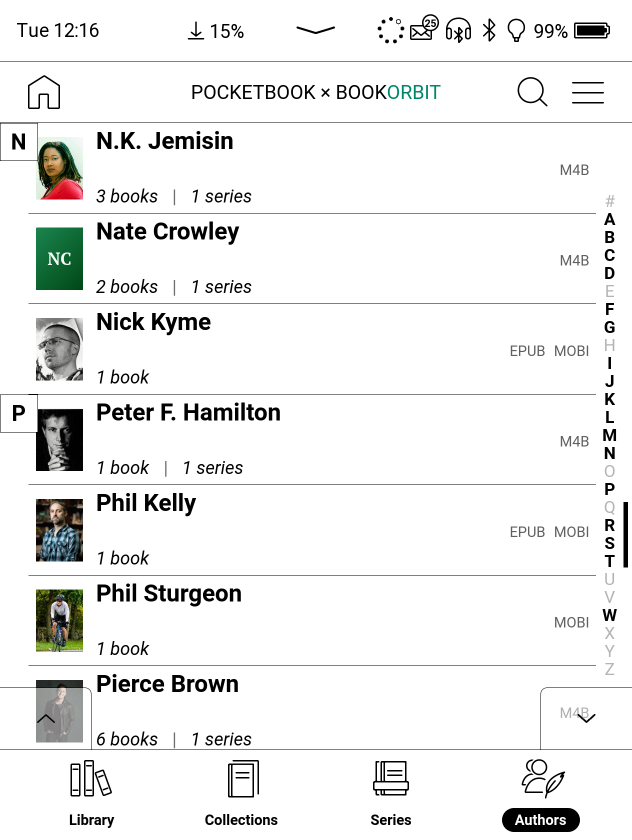 Tue 12:16
15%
25
99%
POCKETBOOK × BOOKORBIT
N
N.K. Jemisin
M4B
3 books | 1 series
Nate Crowley
NC
M4B
2 books | 1 series
Nick Kyme
EPUB MOBI
1 book
P
Peter F. Hamilton
M4B
1 book | 1 series
Phil Kelly
EPUB MOBI
1 book
Phil Sturgeon
MOBI
1 book
Pierce Brown
M4B
6 books | 1 series
#
A
B
C
D
E
F
G
H
I
J
K
L
M
N
O
P
Q
R
S
T
U
V
W
X
Y
Z
Library
Collections
Series
Authors